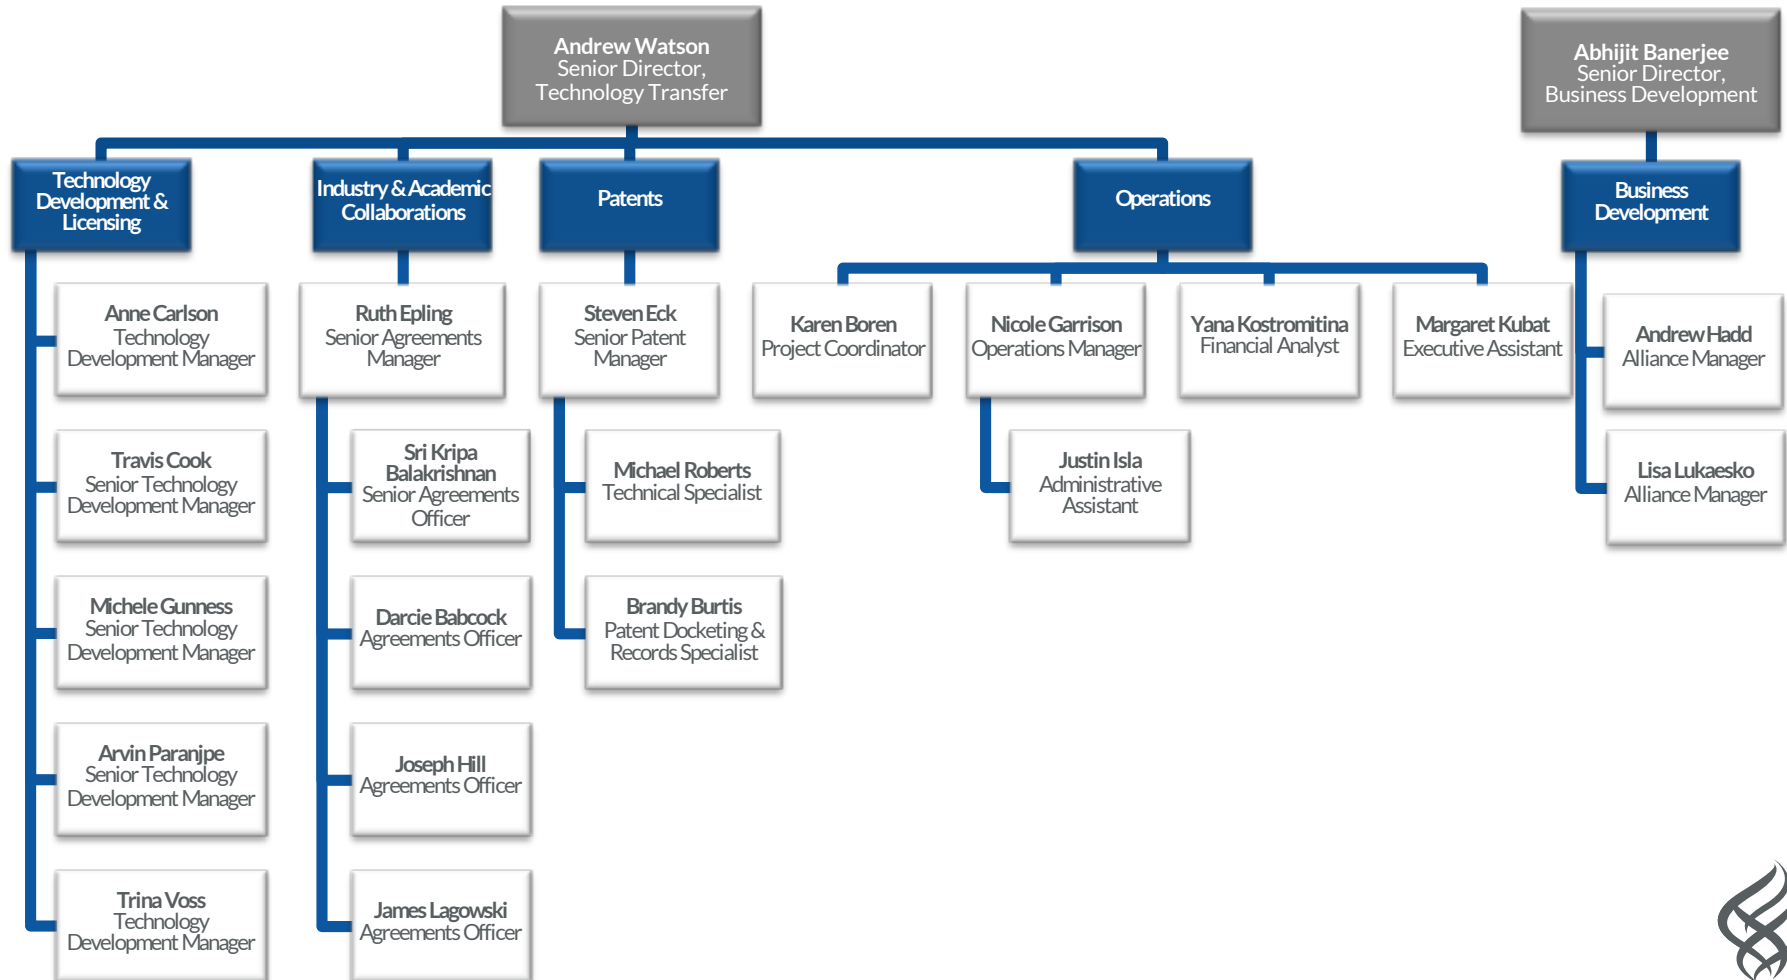 Andrew Watson
Senior Director,
Technology Transfer
Abhijit Banerjee
Senior Director,
Business Development
Technology
Development &
Licensing
Industry & Academic
Collaborations
Patents
Operations
Business
Development
Anne Carlson
Technology
Development Manager
Travis Cook
Senior Technology
Development Manager
Michele Gunness
Senior Technology
Development Manager
Arvin Paranjpe
Senior Technology
Development Manager
Trina Voss
Technology
Development Manager
Ruth Epling
Senior Agreements
Manager
Sri Kripa
Balakrishnan
Senior Agreements
Officer
Darcie Babcock
Agreements Officer
Joseph Hill
Agreements Officer
James Lagowski
Agreements Officer
Steven Eck
Senior Patent
Manager
Michael Roberts
Technical Specialist
Brandy Burtis
Patent Docketing &
Records Specialist
Karen Boren
Project Coordinator
Nicole Garrison
Operations Manager
Justin Isla
Administrative
Assistant
Yana Kostromitina
Financial Analyst
Margaret Kubat
Executive Assistant
Andrew Hadd
Alliance Manager
Lisa Lukaesko
Alliance Manager